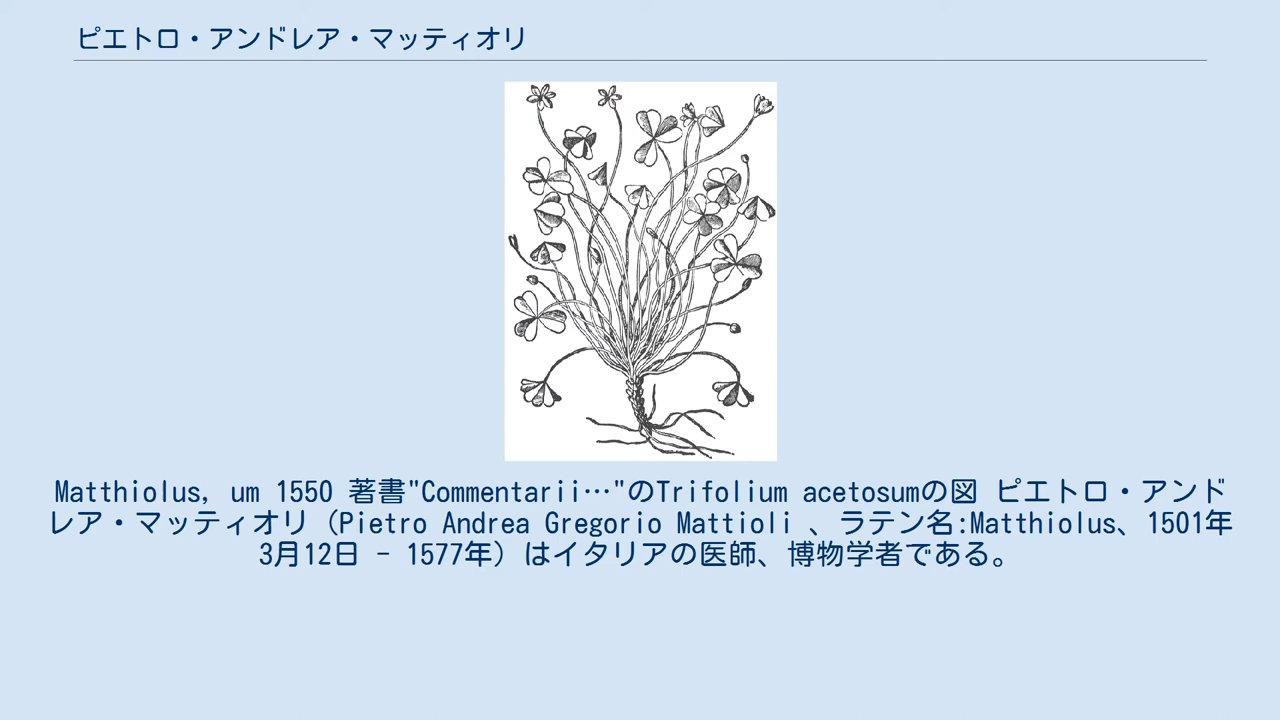 ピエトロ・アンドレア・マッティオリ
Matthiolus, um 1550 著書"Commentarii…"のTrifolium acetosumの図 ピエトロ・アンド
レア・マッティオリ（Pietro Andrea Gregorio Mattioli 、ラテン名:Matthiolus、1501年
3月12日 - 1577年）はイタリアの医師、博物学者である。